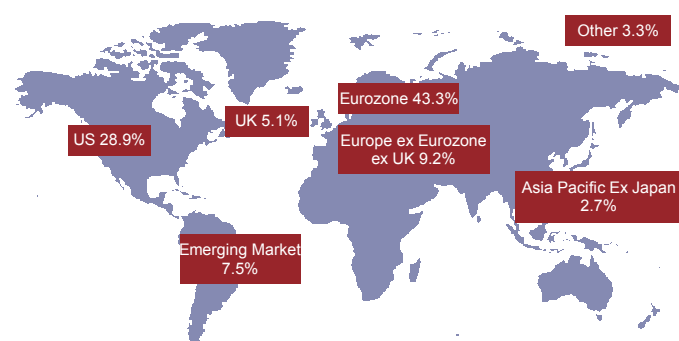 Other 3.3%
Eurozone 43.3%
UK 5.1%
US 28.9%
Europe ex Eurozone
ex UK 9.2%
Asia Pacific Ex Japan
2.7%
Emerging Market
7.5%